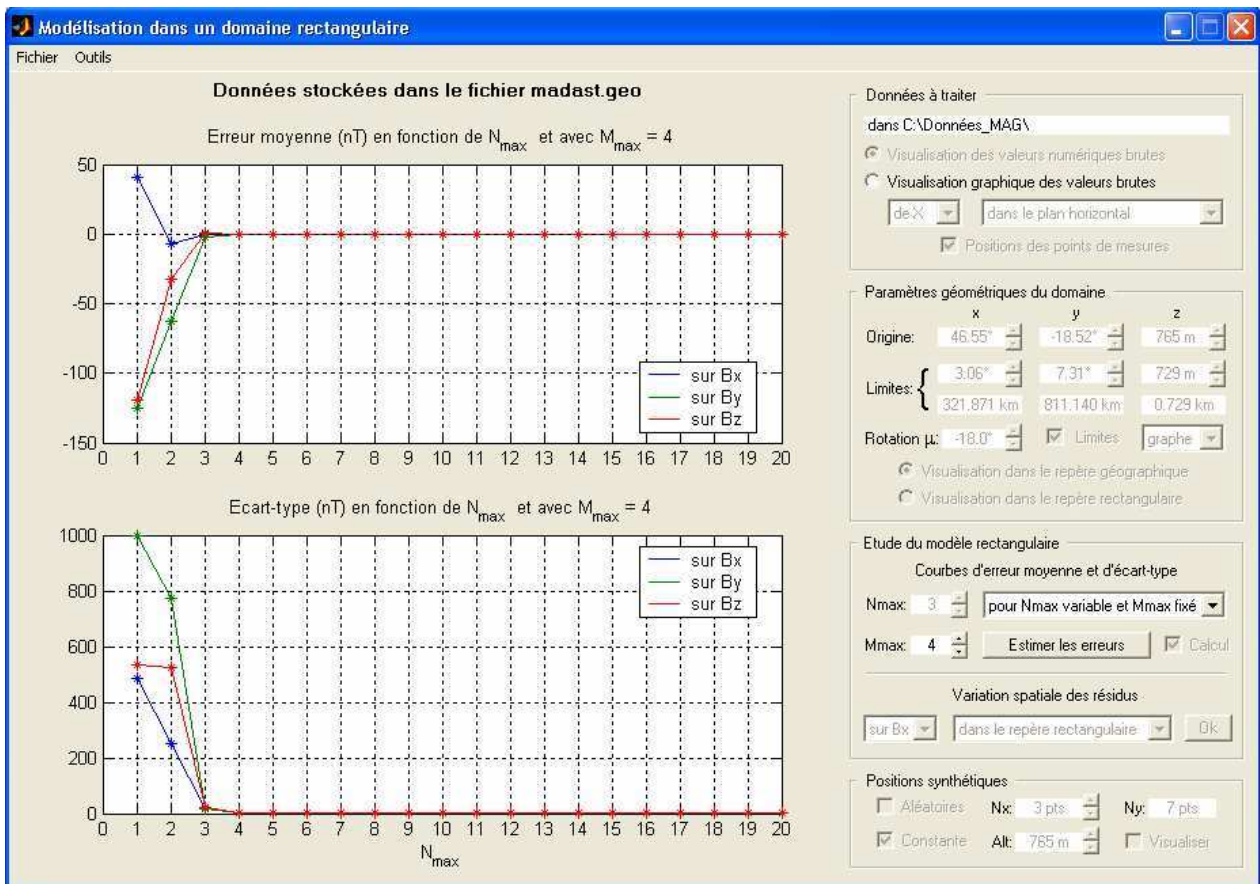 Modélisation dans un domaine rectangulaire
Fichier Outils
Données stockées dans le fichier madast.geo
Erreur moyenne (nT) en fonction de Nmax et avec Mmax = 4
50
0
-50
-100
-150
0 1 2 3 4 5 6 7 8 9 10 11 12 13 14 15 16 17 18 19 20
sur Bx
sur By
sur Bz
Ecart-type (nT) en fonction de Nmax et avec Mmax = 4
1000
800
600
400
200
0
0 1 2 3 4 5 6 7 8 9 10 11 12 13 14 15 16 17 18 19 20
Nmax
sur Bx
sur By
sur Bz
Données à traiter
dans C:\Données_MAG\
Visualisation des valeurs numériques brutes
Visualisation graphique des valeurs brutes
de X dans le plan horizontal
Positions des points de mesures
Paramètres géométriques du domaine
x y z
Origine: 46.55° -18.52° 765 m
Limites: { 3.06° 7.31° 729 m
321.871 km 811.140 km 0.729 km
Rotation µ: -18.0° Limites graphe
Visualisation dans le repère géographique
Visualisation dans le repère rectangulaire
Etude du modèle rectangulaire
Courbes d'erreur moyenne et d'écart-type
Nmax: 3 pour Nmax variable et Mmax fixé
Mmax: 4 Estimer les erreurs Calcul
Variation spatiale des résidus
sur Bx dans le repère rectangulaire Ok
Positions synthétiques
Aléatoires Nx: 3 pts Ny: 7 pts
Constante Alt: 765 m Visualiser